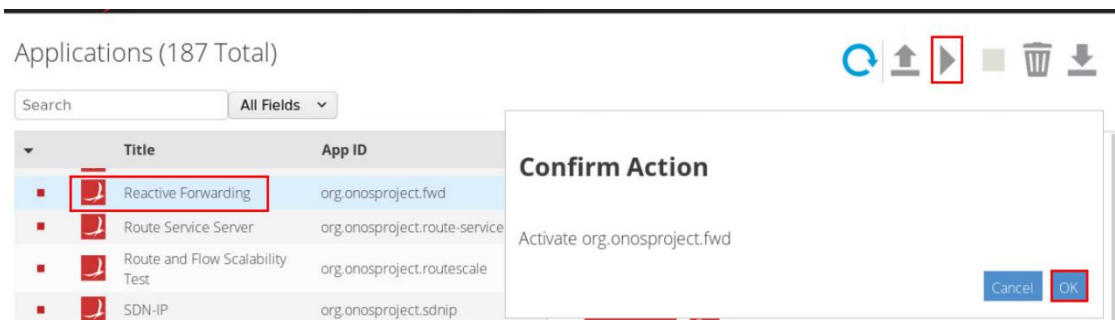 Applications (187 Total)
Search
All Fields
Title
App ID
Reactive Forwarding
org.onosproject.fwd
Route Service Server
org.onosproject.route-service
Route and Flow Scalability
Test
org.onosproject.routescale
SDN-IP
org.onosproject.sdnip
Confirm Action
Activate org.onosproject.fwd
Cancel
OK